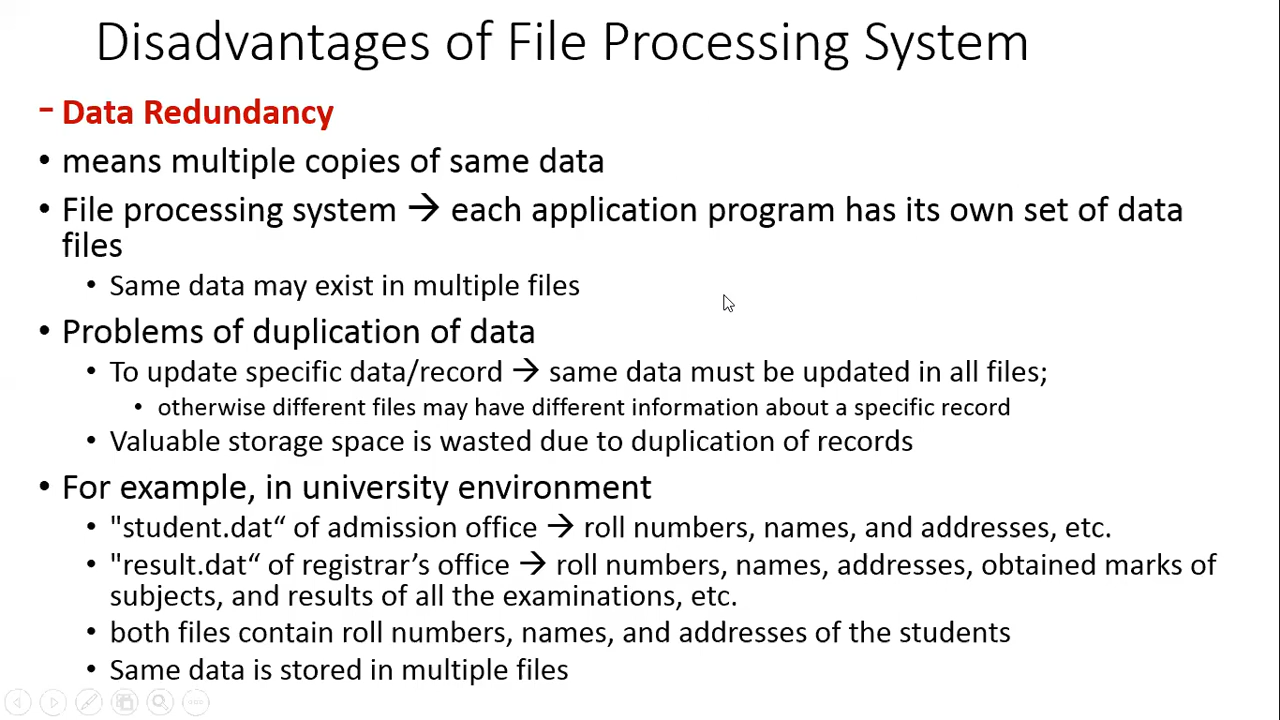 Disadvantages of File Processing System
- Data Redundancy
• means multiple copies of same data
• File processing system → each application program has its own set of data
files
• Same data may exist in multiple files
• Problems of duplication of data
• To update specific data/record → same data must be updated in all files;
• otherwise different files may have different information about a specific record
• Valuable storage space is wasted due to duplication of records
• For example, in university environment
• "student.dat“ of admission office → roll numbers, names, and addresses, etc.
• "result.dat“ of registrar’s office → roll numbers, names, addresses, obtained marks of
subjects, and results of all the examinations, etc.
• both files contain roll numbers, names, and addresses of the students
• Same data is stored in multiple files